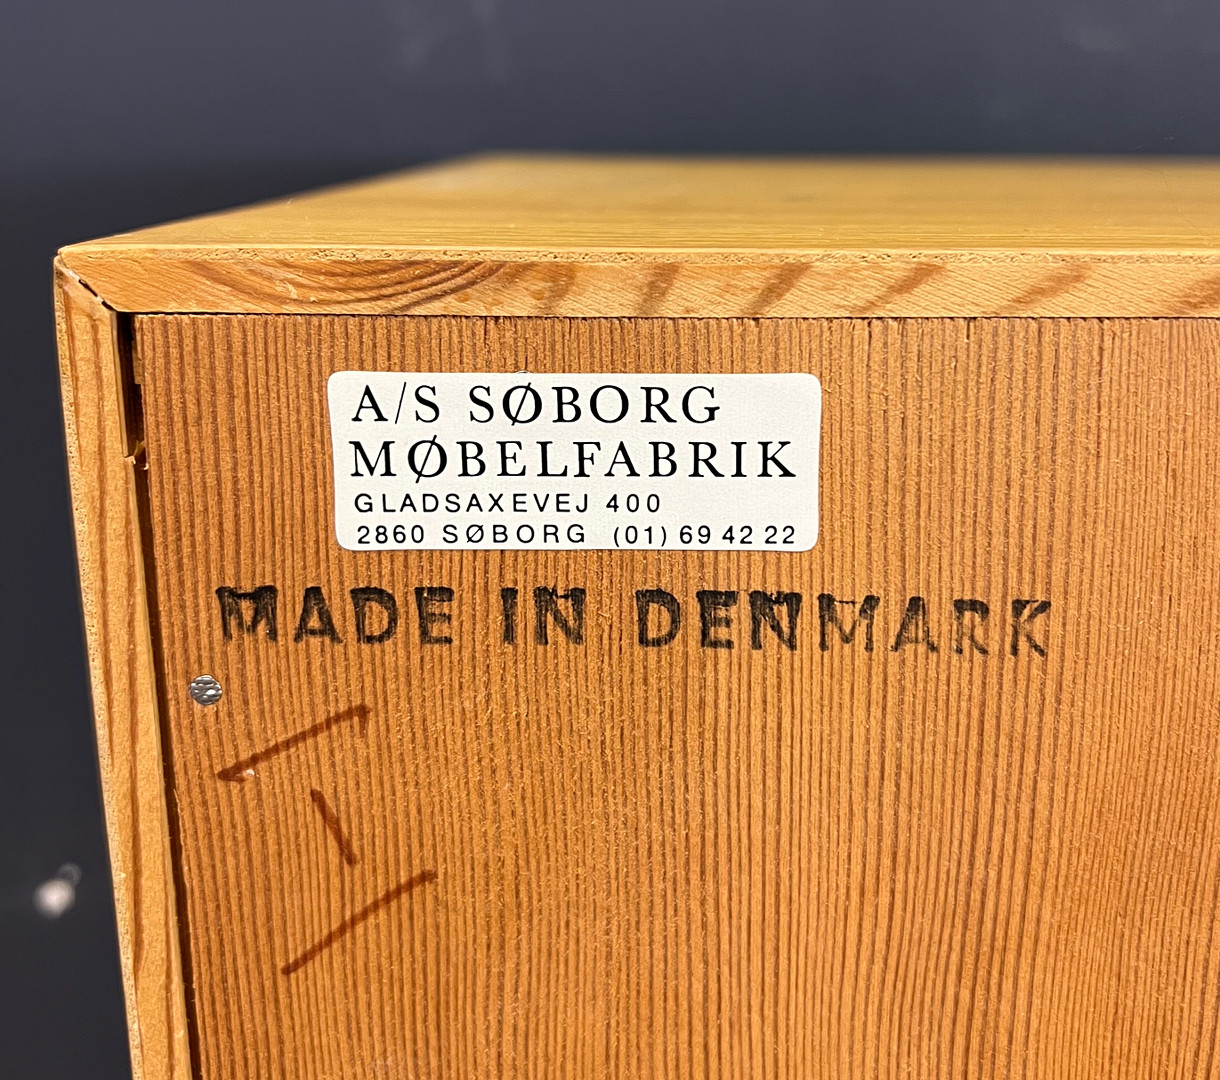 A/S SØBORG
MØBELFABRIK
GLADSAXEVEJ 400
2860 SØBORG (01) 69 42 22
MADE IN DENMARK